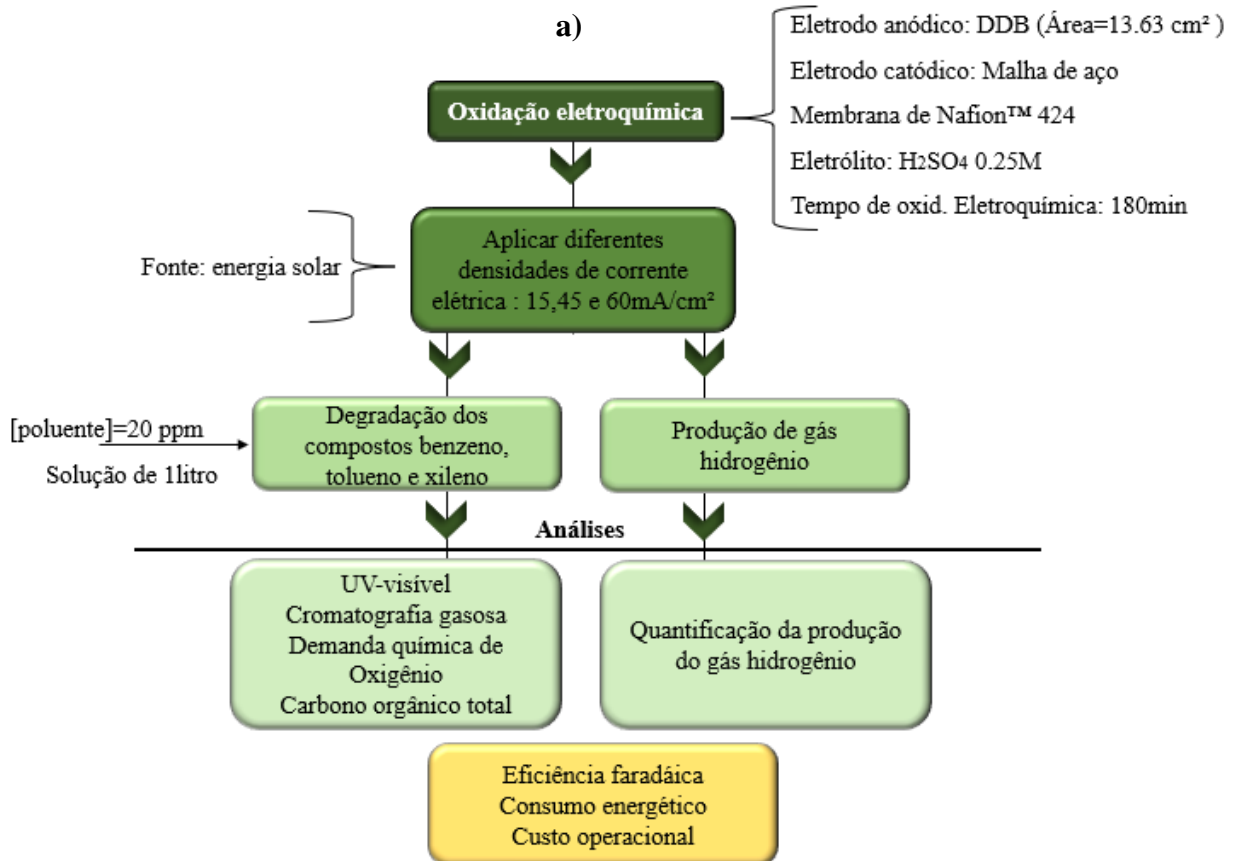 a)
Oxidação eletroquímica
Eletrodo anódico: DDB (Área=13.63 cm² )
Eletrodo catódico: Malha de aço
Membrana de Nafion™ 424
Eletrólito: H2SO4 0.25M
Tempo de oxid. Eletroquímica: 180min
Fonte: energia solar
Aplicar diferentes
densidades de corrente
elétrica : 15,45 e 60mA/cm²
[poluente]=20 ppm
Solução de 1litro
Degradação dos
compostos benzeno,
tolueno e xileno
Produção de gás
hidrogênio
Análises
UV-visível
Cromatografia gasosa
Demanda química de
Oxigênio
Carbono orgânico total
Quantificação da produção
do gás hidrogênio
Eficiência faradáica
Consumo energético
Custo operacional